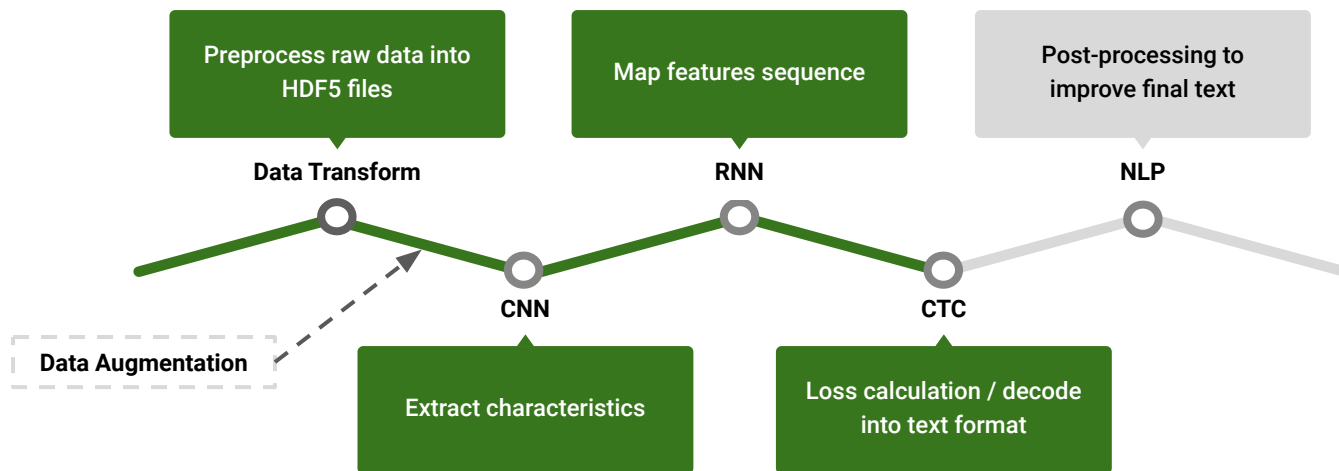 Preprocess raw data into
HDF5 files
Map features sequence
Post-processing to
improve final text
Data Transform
RNN
NLP
CNN
CTC
Data Augmentation
Extract characteristics
Loss calculation / decode
into text format